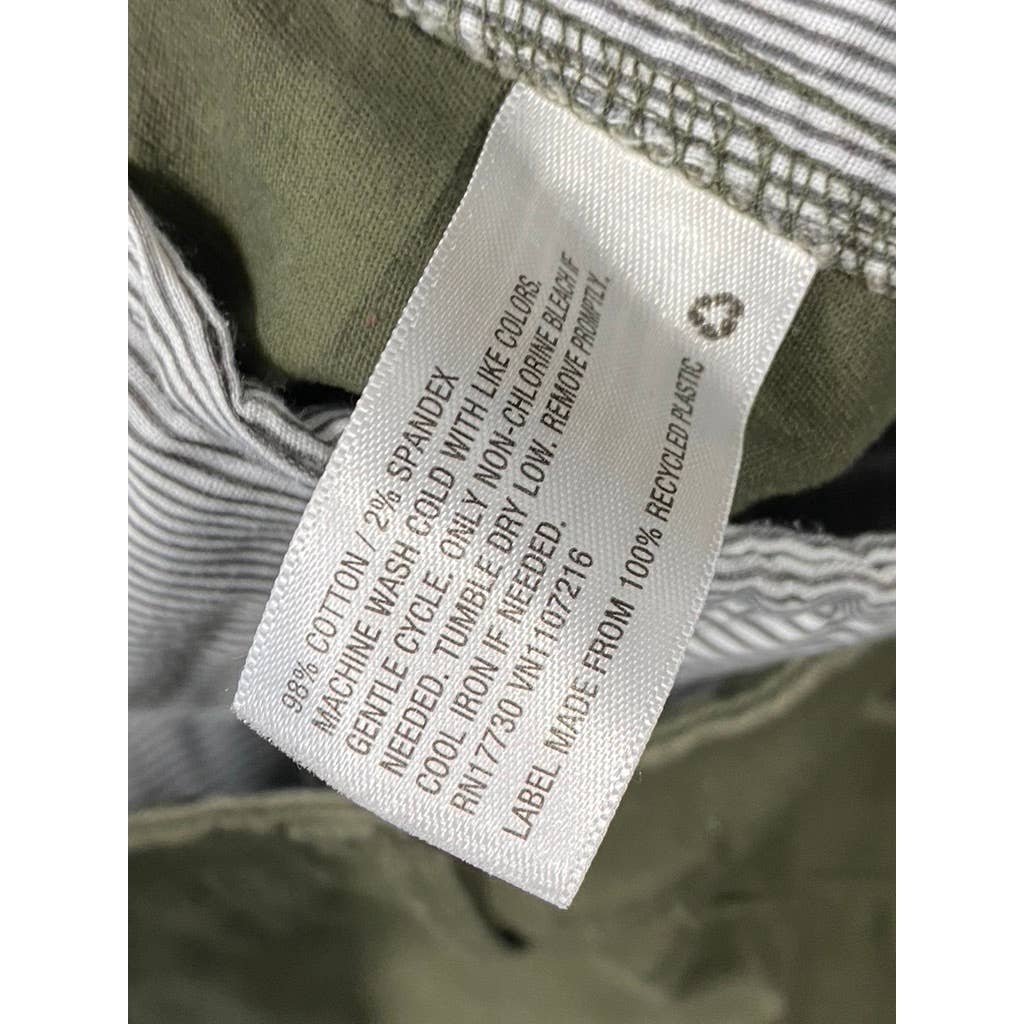 98% COTTON / 2% SPANDEX
MACHINE WASH COLD WITH LIKE COLORS.
GENTLE CYCLE. ONLY NON-CHLORINE BLEACH IF
NEEDED. TUMBLE DRY LOW. REMOVE PROMPTLY.
COOL IRON IF NEEDED.
RN17730 VN1107216
LABEL MADE FROM 100% RECYCLED PLASTIC